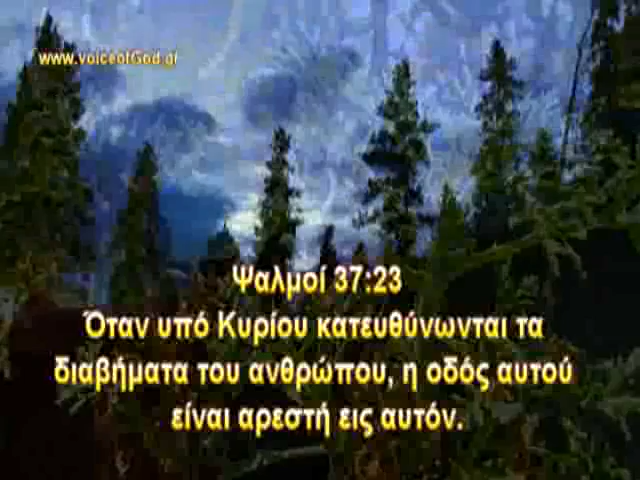 www.voiceofGod.gr
Ψαλμοί 37:23
Όταν υπό Κυρίου κατευθύνωνται τα
διαβήματα του ανθρώπου, η οδός αυτού
είναι αρεστή εις αυτόν.